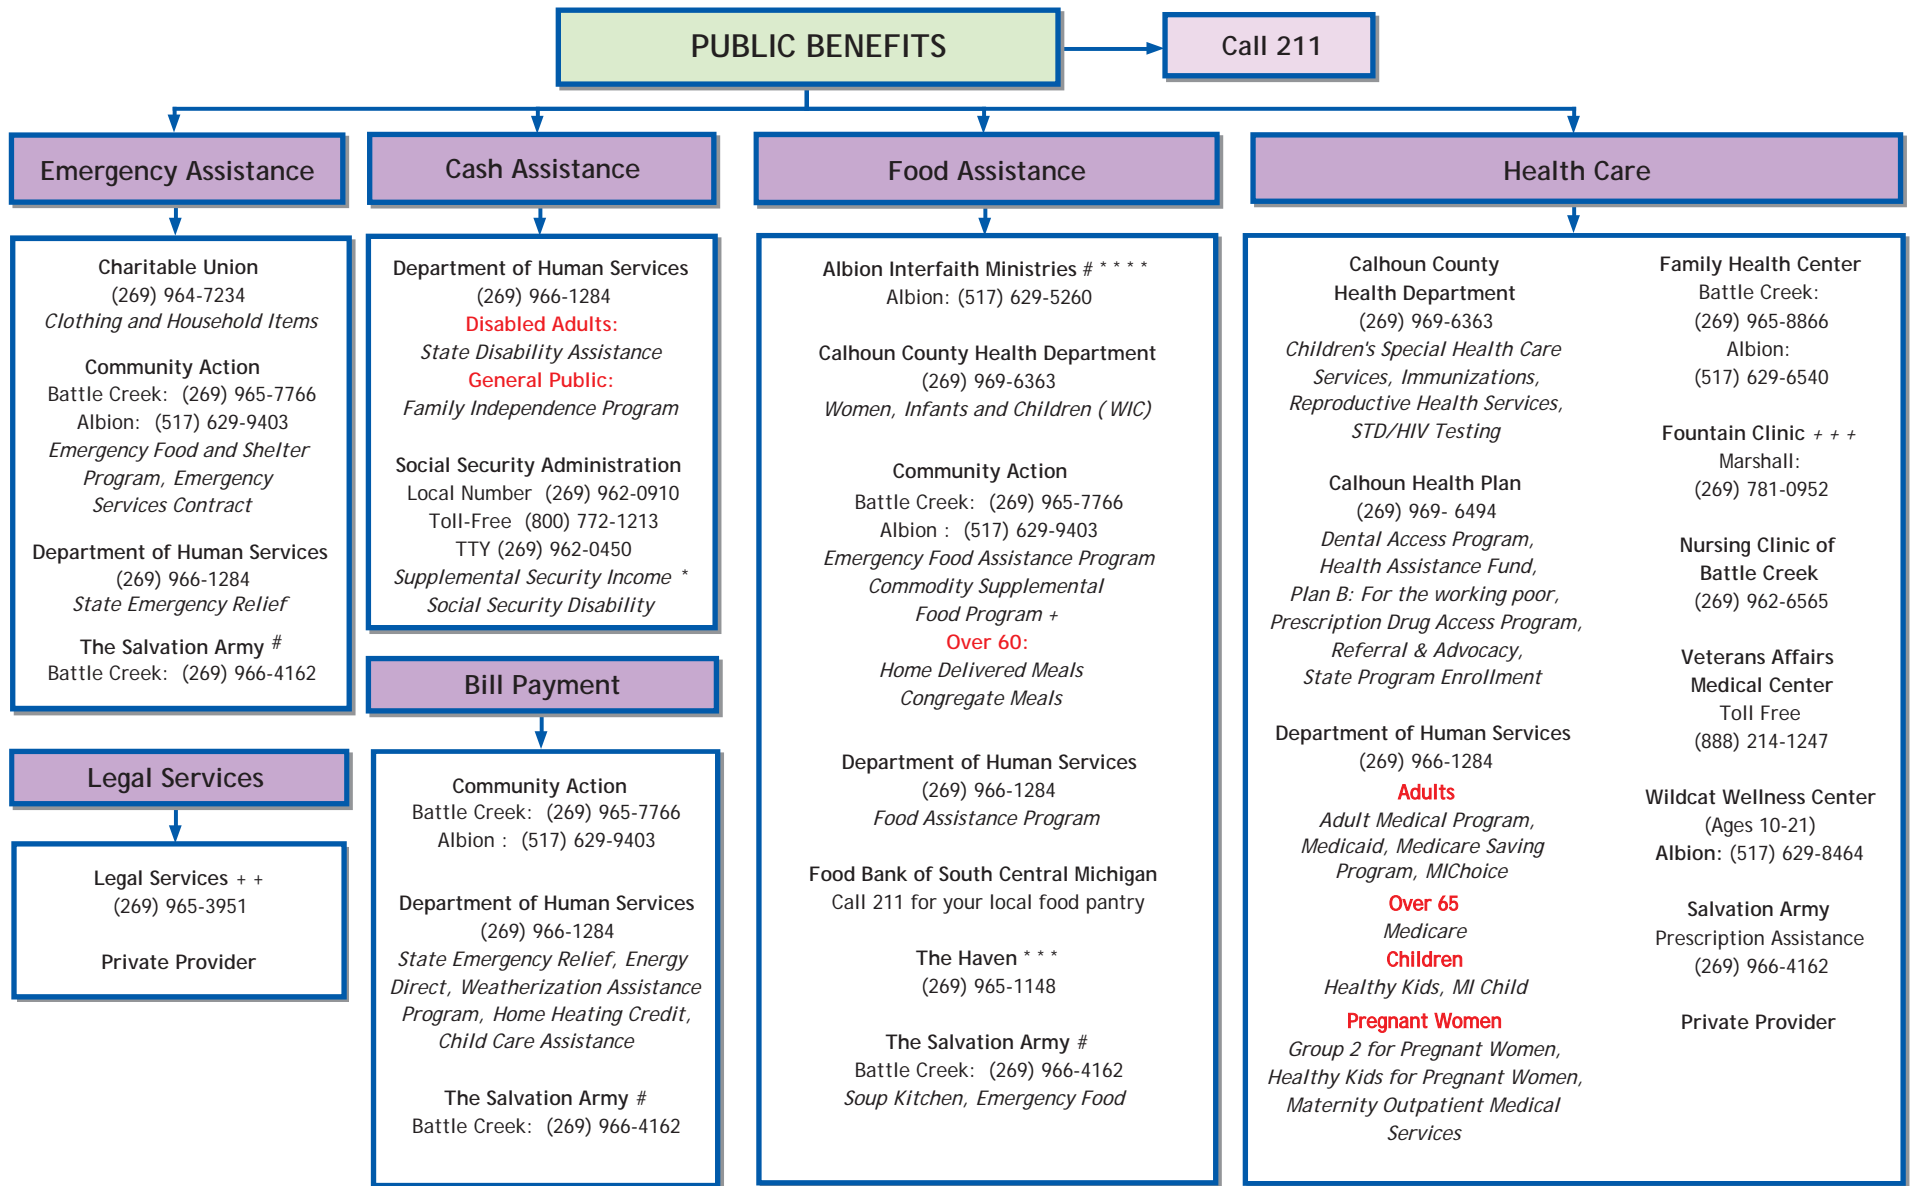 PUBLIC BENEFITS
Call 211
Emergency Assistance
Charitable Union
(269) 964-7234
Clothing and Household Items
Community Action
Battle Creek: (269) 965-7766
Albion: (517) 629-9403
Emergency Food and Shelter
Program, Emergency
Services Contract
Department of Human Services
(269) 966-1284
State Emergency Relief
The Salvation Army #
Battle Creek: (269) 966-4162
Legal Services
Legal Services + +
(269) 965-3951
Private Provider
Cash Assistance
Department of Human Services
(269) 966-1284
Disabled Adults:
State Disability Assistance
General Public:
Family Independence Program
Social Security Administration
Local Number (269) 962-0910
Toll-Free (800) 772-1213
TTY (269) 962-0450
Supplemental Security Income *
Social Security Disability
Bill Payment
Community Action
Battle Creek: (269) 965-7766
Albion : (517) 629-9403
Department of Human Services
(269) 966-1284
State Emergency Relief, Energy
Direct, Weatherization Assistance
Program, Home Heating Credit,
Child Care Assistance
The Salvation Army #
Battle Creek: (269) 966-4162
Food Assistance
Albion Interfaith Ministries # * * * *
Albion: (517) 629-5260
Calhoun County Health Department
(269) 969-6363
Women, Infants and Children ( WIC)
Community Action
Battle Creek: (269) 965-7766
Albion : (517) 629-9403
Emergency Food Assistance Program
Commodity Supplemental
Food Program +
Over 60:
Home Delivered Meals
Congregate Meals
Department of Human Services
(269) 966-1284
Food Assistance Program
Food Bank of South Central Michigan
Call 211 for your local food pantry
The Haven * * *
(269) 965-1148
The Salvation Army #
Battle Creek: (269) 966-4162
Soup Kitchen, Emergency Food
Health Care
Calhoun County
Health Department
(269) 969-6363
Children's Special Health Care
Services, Immunizations,
Reproductive Health Services,
STD/HIV Testing
Calhoun Health Plan
(269) 969- 6494
Dental Access Program,
Health Assistance Fund,
Plan B: For the working poor,
Prescription Drug Access Program,
Referral & Advocacy,
State Program Enrollment
Department of Human Services
(269) 966-1284
Adults
Adult Medical Program,
Medicaid, Medicare Saving
Program, MIChoice
Over 65
Medicare
Children
Healthy Kids, MI Child
Pregnant Women
Group 2 for Pregnant Women,
Healthy Kids for Pregnant Women,
Maternity Outpatient Medical
Services
Family Health Center
Battle Creek:
(269) 965-8866
Albion:
(517) 629-6540
Fountain Clinic + + +
Marshall:
(269) 781-0952
Nursing Clinic of
Battle Creek
(269) 962-6565
Veterans Affairs
Medical Center
Toll Free
(888) 214-1247
Wildcat Wellness Center
(Ages 10-21)
Albion: (517) 629-8464
Salvation Army
Prescription Assistance
(269) 966-4162
Private Provider